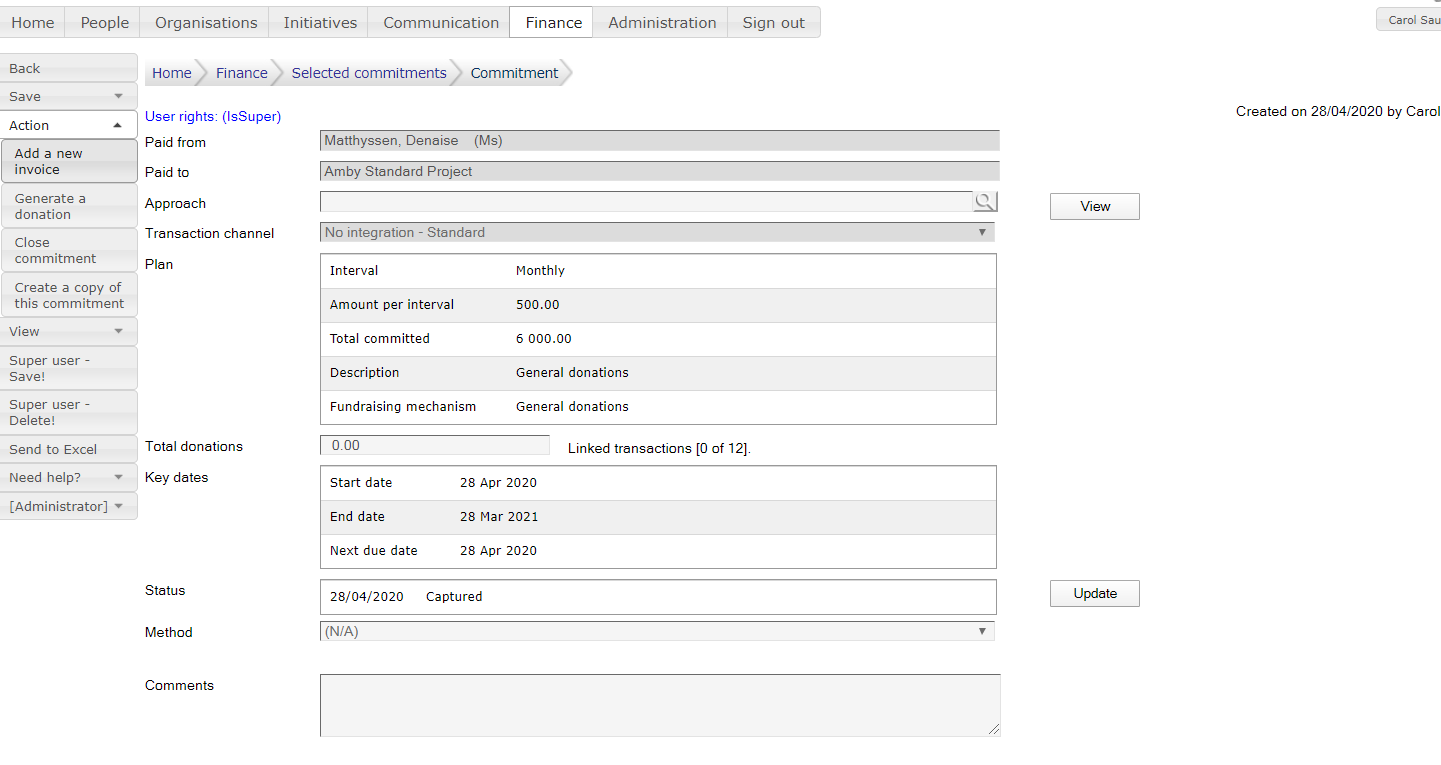 Home People Organisations Initiatives Communication Finance Administration Sign out
Carol Sau
Back
Save
Action
Add a new
invoice
Generate a
donation
Close
commitment
Create a copy of
this commitment
View
Super user -
Save!
Super user -
Delete!
Send to Excel
Need help?
[Administrator]
Home Finance Selected commitments Commitment
User rights: (IsSuper)
Created on 28/04/2020 by Carol
Paid from Matthyssen, Denaise (Ms)
Paid to Amby Standard Project
Approach View
Transaction channel No integration - Standard
Plan
Interval Monthly
Amount per interval 500.00
Total committed 6 000.00
Description General donations
Fundraising mechanism General donations
Total donations 0.00 Linked transactions [0 of 12].
Key dates
Start date 28 Apr 2020
End date 28 Mar 2021
Next due date 28 Apr 2020
Status 28/04/2020 Captured Update
Method (N/A)
Comments